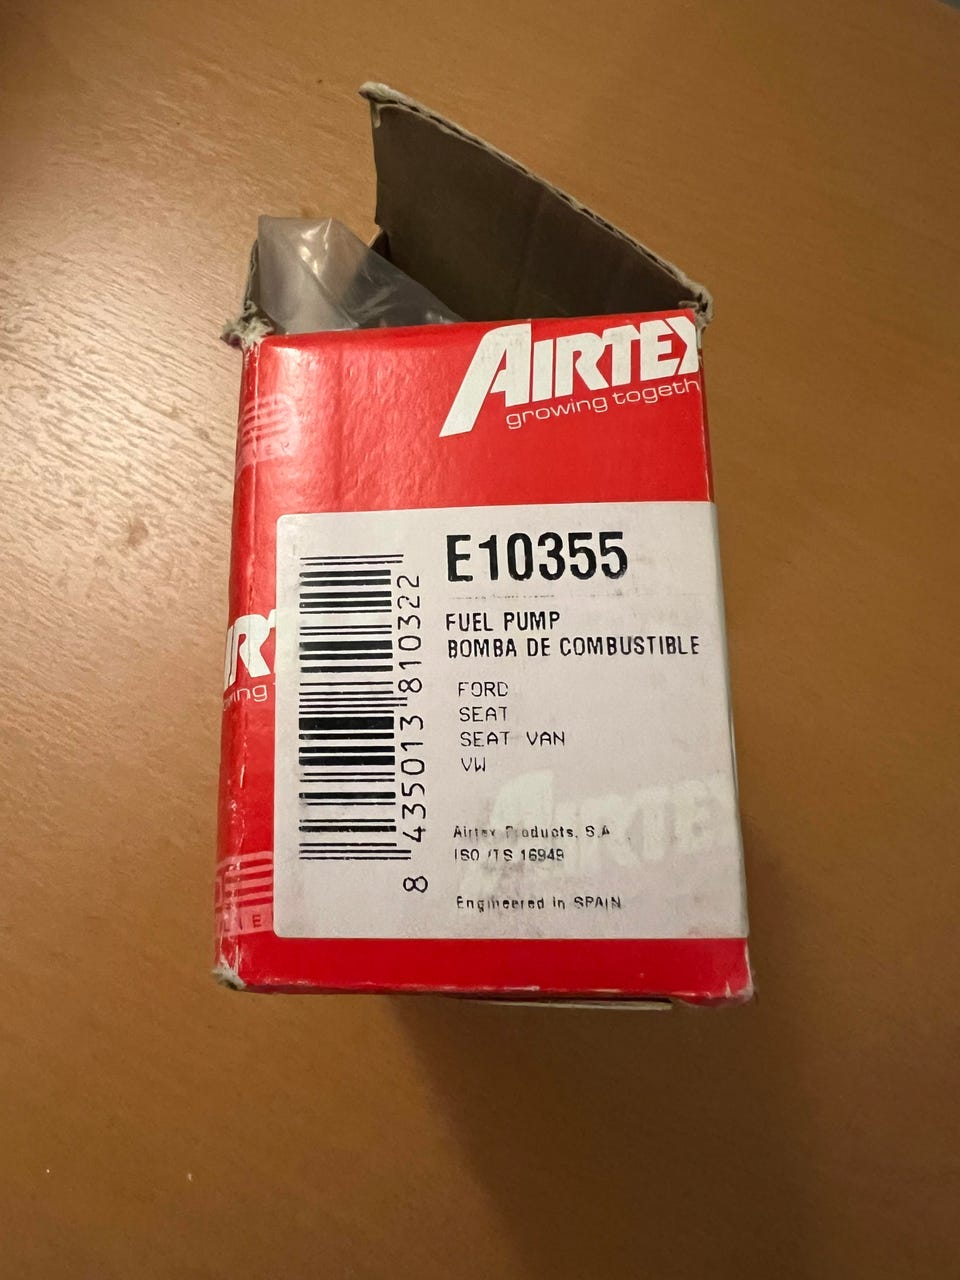 AIRTEX
growing togeth
E10355
FUEL PUMP
BOMBA DE COMBUSTIBLE
FORD
SEAT
SEAT VAN
VW
Airtex Products, S.A
ISO/TS 16949
Engineered in SPAIN
8 435013 810322
AIRTEX